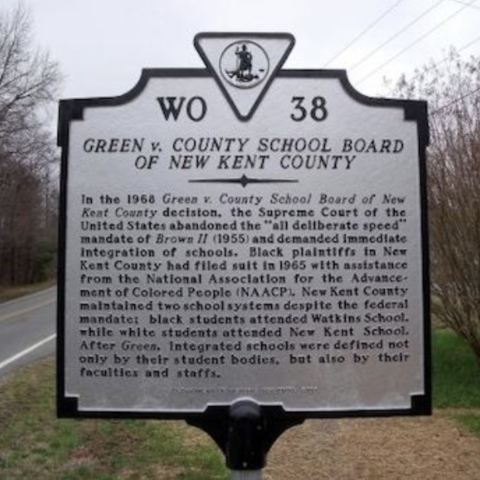 WO 38
GREEN v. COUNTY SCHOOL BOARD
OF NEW KENT COUNTY
In the 1968 Green v. County School Board of New
Kent County decision, the Supreme Court of the
United States abandoned the "all deliberate speed"
mandate of Brown II (1955) and demanded immediate
integration of schools. Black plaintiffs in New
Kent County had filed suit in 1965 with assistance
from the National Association for the Advance-
ment of Colored People (NAACP). New Kent County
maintained two school systems despite the federal
mandate: black students attended Watkins School,
while white students attended New Kent School.
After Green, integrated schools were defined not
only by their student bodies, but also by their
faculties and staffs.